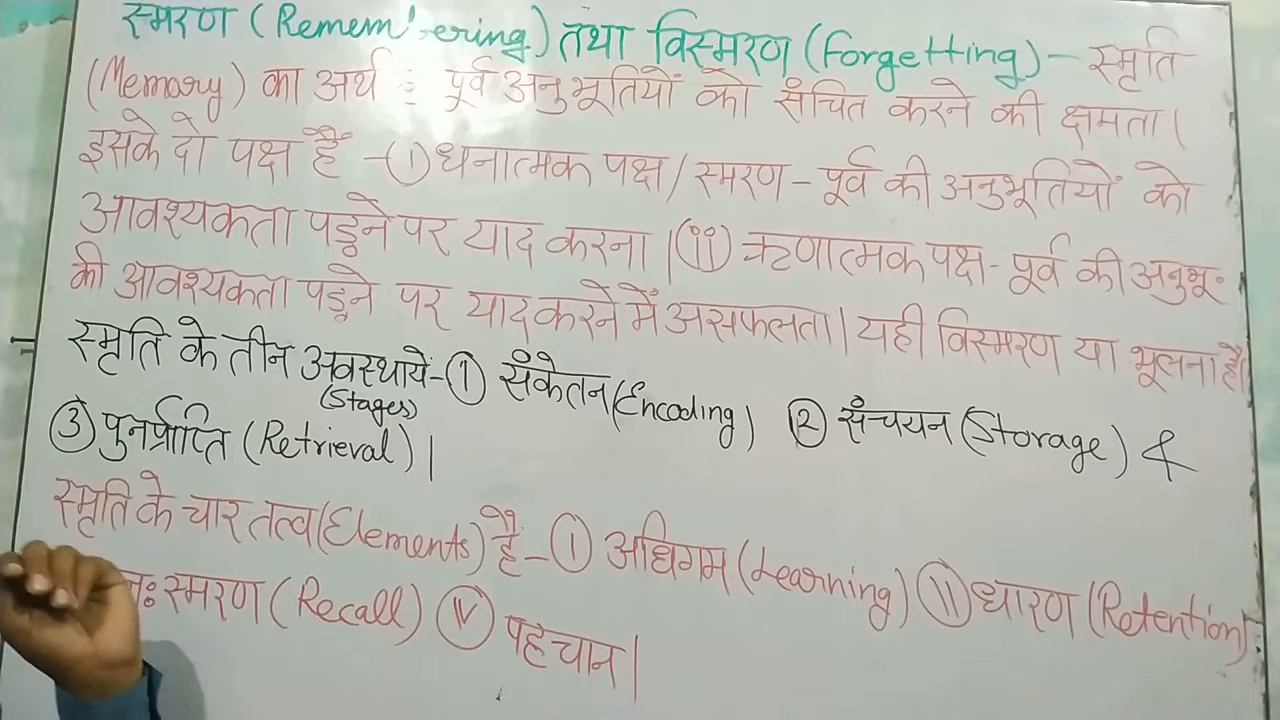 स्मरण (Remembering) तथा विस्मरण (Forgetting) - स्मृति
(Memory) का अर्थ : पूर्व अनुभूतियों को संचित करने की क्षमता।
इसके दो पक्ष हैं - (i) धनात्मक पक्ष / स्मरण - पूर्व की अनुभूतियों को
आवश्यकता पड़ने पर याद करना। (ii) ऋणात्मक पक्ष - पूर्व की अनुभू॰
की आवश्यकता पड़ने पर याद करने में असफलता। यही विस्मरण या भूलना है।
स्मृति के तीन अवस्थायें - ① संकेतन (Encoding) ② संचयन (Storage) &
(Stages)
③ पुनर्प्राप्ति (Retrieval)।
स्मृति के चार तत्व (Elements) हैं - (I) अधिगम (Learning) (II) धारण (Retention)
नः स्मरण (Recall) (IV) पहचान।